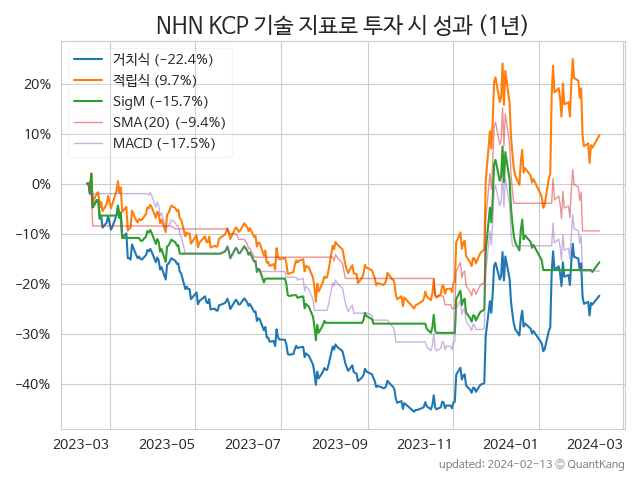 NHN KCP 기술 지표로 투자 시 성과 (1년)
거치식 (−22.4%)
적립식 (9.7%)
SigM (−15.7%)
SMA(20) (−9.4%)
MACD (−17.5%)
20%
10%
0%
−10%
−20%
−30%
−40%
2023−03 2023−05 2023−07 2023−09 2023−11 2024−01 2024−03
updated: 2024−02−13 © QuantKang